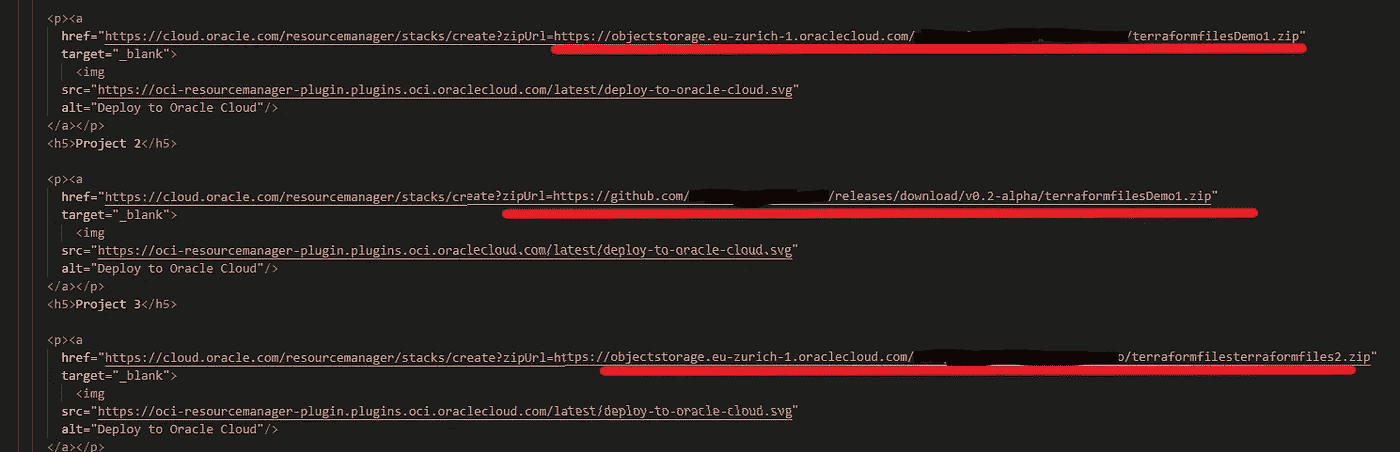 <p><a
href="https://cloud.oracle.com/resourcemanager/stacks/create?zipUrl=https://objectstorage.eu-zurich-1.oraclecloud.com/ /terraformfilesDemo1.zip"
target="_blank">
<img
src="https://oci-resourcemanager-plugin.plugins.oci.oraclecloud.com/latest/deploy-to-oracle-cloud.svg"
alt="Deploy to Oracle Cloud"/>
</a></p>
<h5>Project 2</h5>
<p><a
href="https://cloud.oracle.com/resourcemanager/stacks/create?zipUrl=https://github.com/ /releases/download/v0.2-alpha/terraformfilesDemo1.zip"
target="_blank">
<img
src="https://oci-resourcemanager-plugin.plugins.oci.oraclecloud.com/latest/deploy-to-oracle-cloud.svg"
alt="Deploy to Oracle Cloud"/>
</a></p>
<h5>Project 3</h5>
<p><a
href="https://cloud.oracle.com/resourcemanager/stacks/create?zipUrl=https://objectstorage.eu-zurich-1.oraclecloud.com/ o/terraformfilesterraformfiles2.zip"
target="_blank">
<img
src="https://oci-resourcemanager-plugin.plugins.oci.oraclecloud.com/latest/deploy-to-oracle-cloud.svg"
alt="Deploy to Oracle Cloud"/>
</a></p>